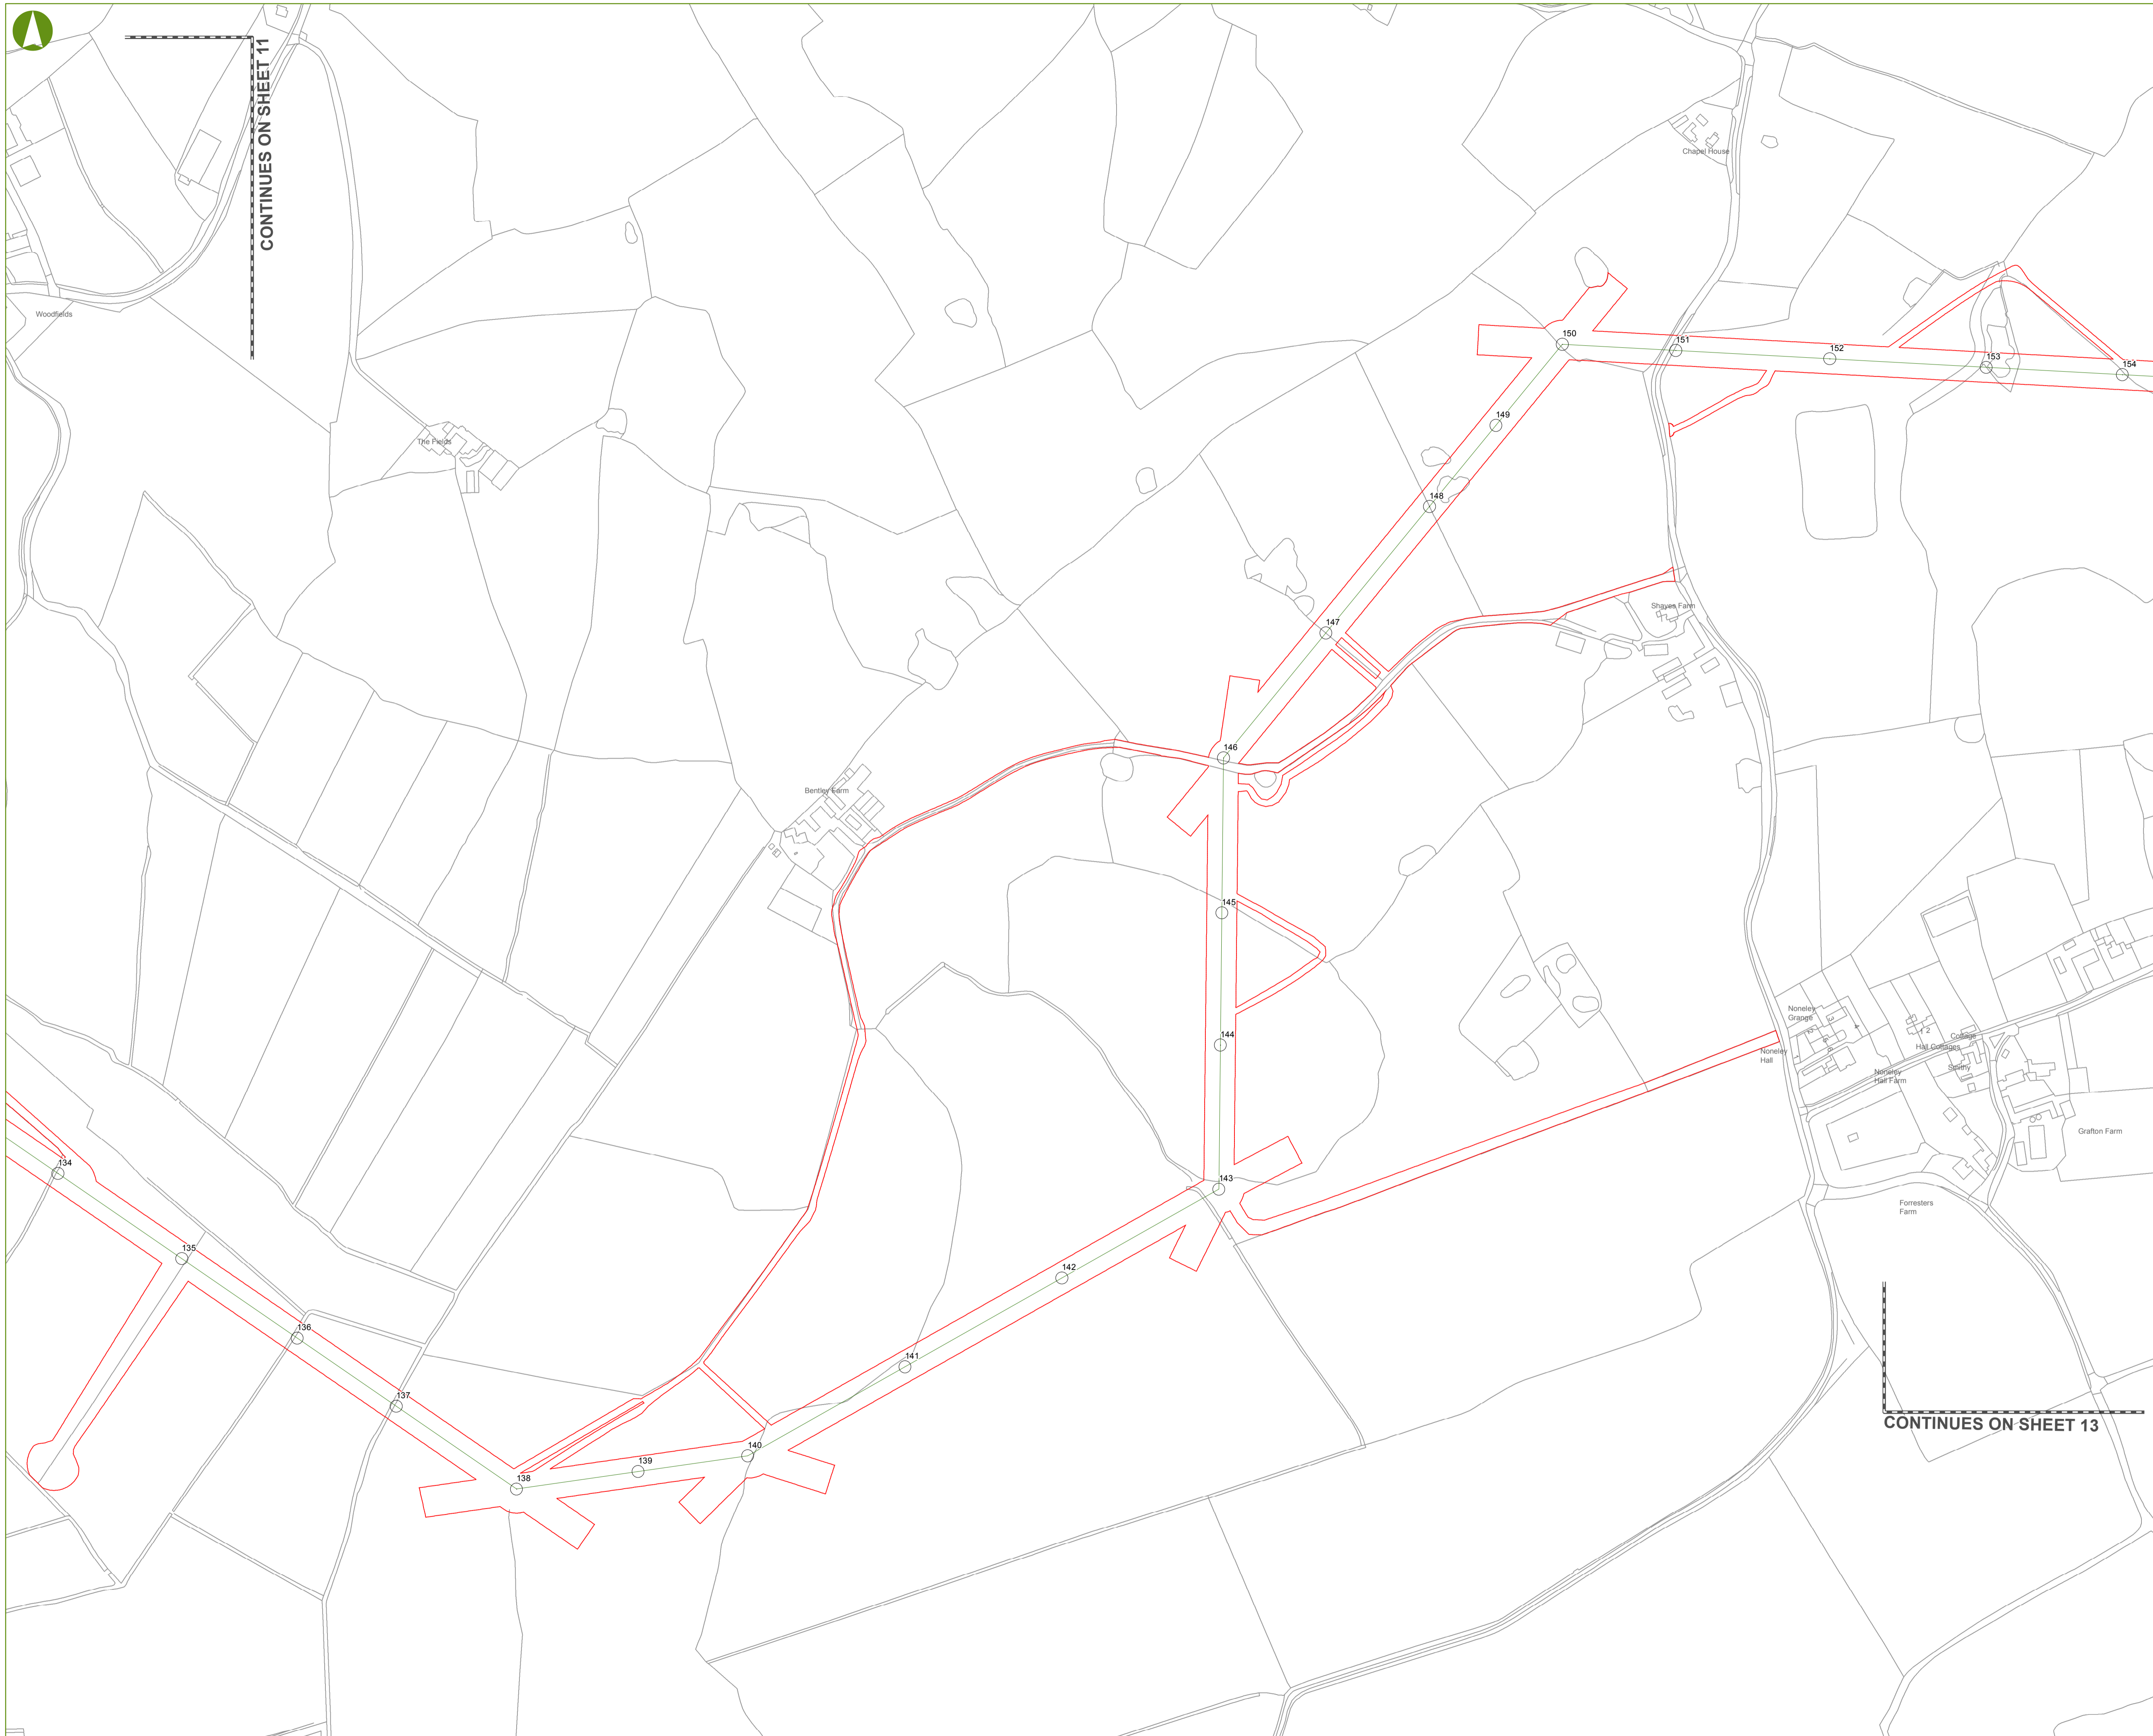 CONTINUES ON SHEET 11
Chapel House
Woodfields
150
151
152
153
154
149
The Fields
148
Shayes Farm
147
146
Bentley Farm
145
Noneley
Grange
1 2
Cottage
Hall Cottages
144
Noneley
Hall
Smithy
Noneley
Hall Farm
Grafton Farm
134
143
Forresters
Farm
135
142
136
141
137
CONTINUES ON SHEET 13
140
139
138